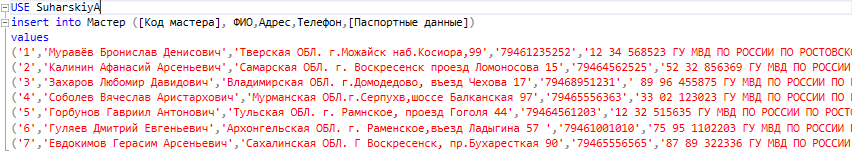 USE SuharskiyA
insert into Мастер ([Код мастера], ФИО,Адрес,Телефон,[Паспортные данные])
values
('1','Муравёв Бронислав Денисович','Тверская ОБЛ. г.Можайск наб.Косиора,99','79461235252','12 34 568523 ГУ МВД ПО РОССИИ ПО РОСТОВСКО
('2','Калинин Афанасий Арсеньевич','Самарская ОБЛ. г. Воскресенск проезд Ломоносова 15','79464562525','52 32 856369 ГУ МВД ПО РОССИИ
('3','Захаров Любомир Давидович','Владимирская ОБЛ. г.Домодедово, въезд Чехова 17','79468951231',' 89 96 455875 ГУ МВД ПО РОССИИ П
('4','Соболев Вячеслав Аристархович','Мурманская ОБЛ.г.Серпухв,шоссе Балканская 97','79465556363','33 02 123023 ГУ МВД ПО РОССИИ ПО
('5','Горбунов Гавриил Антонович','Тульская ОБЛ. г. Рамнское, проезд Гоголя 44','79464561203','12 32 515635 ГУ МВД ПО РОССИИ ПО РОСТ
('6','Гуляев Дмитрий Евгеньевич','Архонгельская ОБЛ. г. Раменское,въезд Ладыгина 57 ','79461001010','75 95 1102203 ГУ МВД ПО РОССИИ
('7','Евдокимов Герасим Арсеньевич','Сахалинская ОБЛ. Г Воскресенск, пр.Бухаресткая 90','79465556565','87 89 322336 ГУ МВД ПО РОССИ